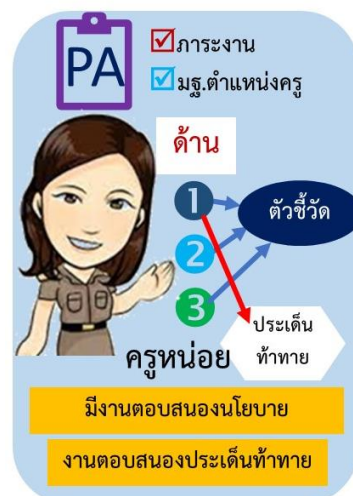 PA
ภาระงาน
มฐ.ตำแหน่งครู
ด้าน
1
ตัวชี้วัด
2
3
ประเด็น
ท้าทาย
ครูหน่อย
มีงานตอบสนองนโยบาย
งานตอบสนองประเด็นท้าทาย